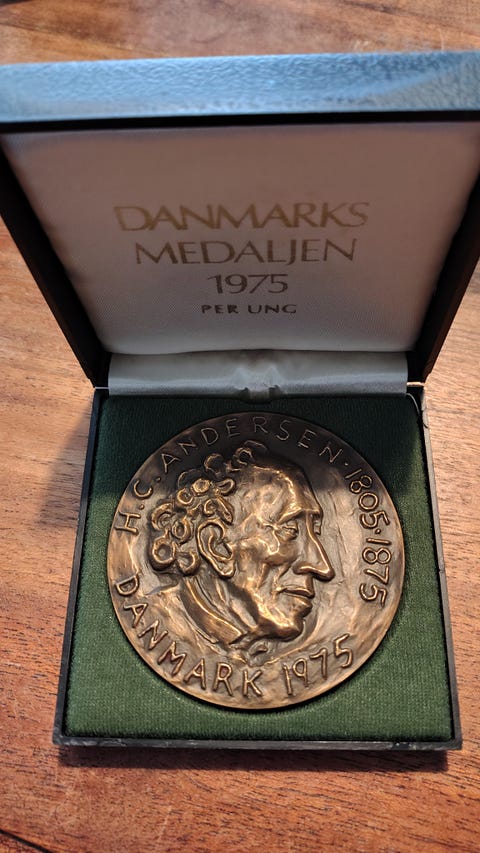 DANMARKS
MEDALJEN
1975
PER UNG
H.C. ANDERSEN · 1805·1875
DANMARK 1975